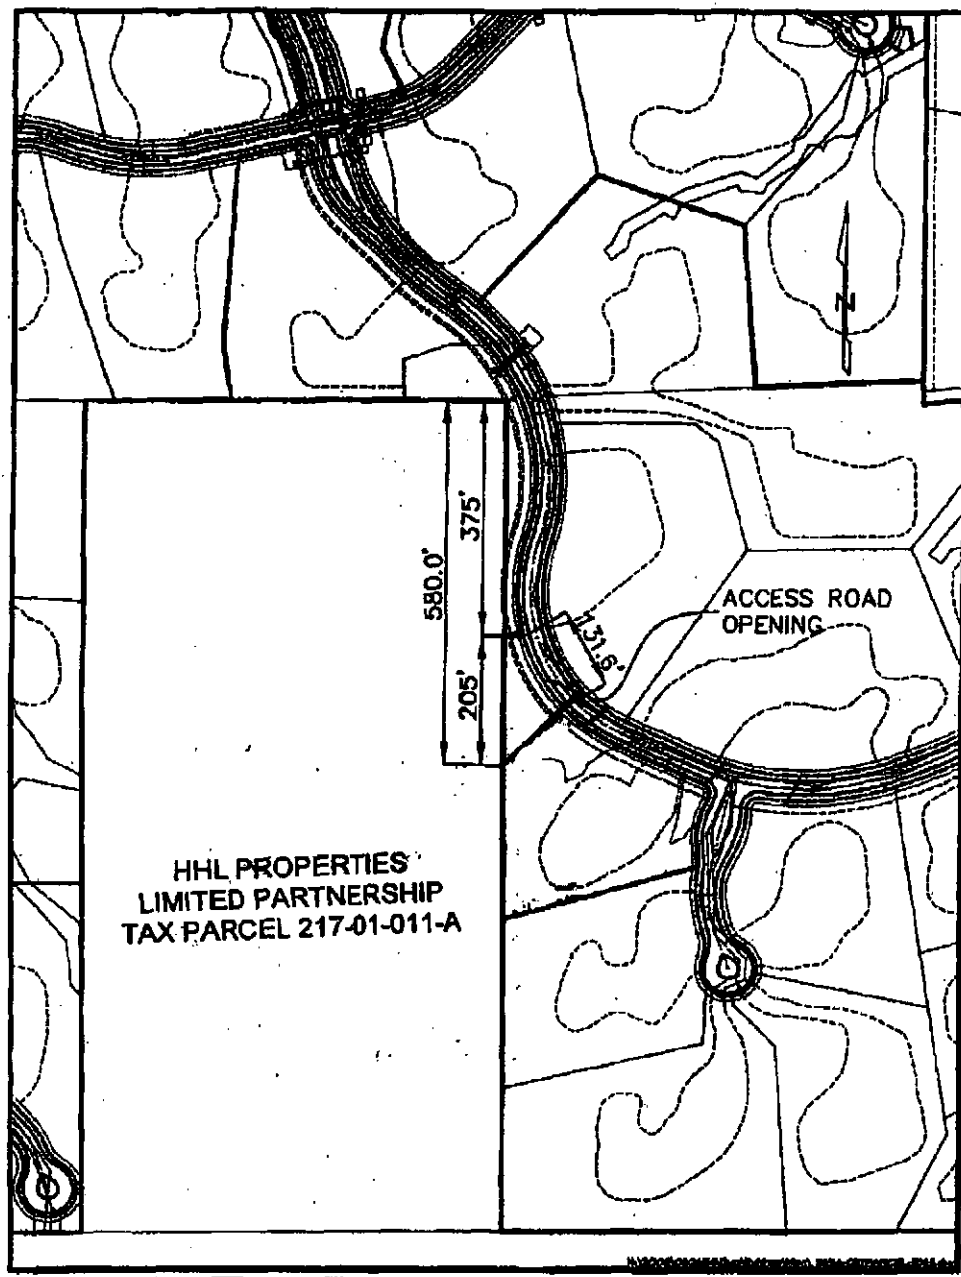 N
375'
580.0'
ACCESS ROAD
OPENING
131.6'
205'
HHL PROPERTIES
LIMITED PARTNERSHIP
TAX PARCEL 217-01-011-A